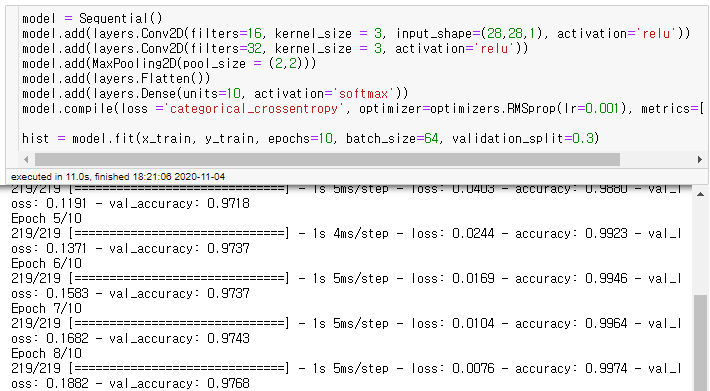 model = Sequential()
model.add(layers.Conv2D(filters=16, kernel_size = 3, input_shape=(28,28,1), activation='relu'))
model.add(layers.Conv2D(filters=32, kernel_size = 3, activation='relu'))
model.add(MaxPooling2D(pool_size = (2,2)))
model.add(layers.Flatten())
model.add(layers.Dense(units=10, activation='softmax'))
model.compile(loss ='categorical_crossentropy', optimizer=optimizers.RMSprop(lr=0.001), metrics=[
hist = model.fit(x_train, y_train, epochs=10, batch_size=64, validation_split=0.3)
executed in 11.0s, finished 18:21:06 2020-11-04
219/219 [==============================] - 1s 5ms/step - loss: 0.0403 - accuracy: 0.9880 - val_l
oss: 0.1191 - val_accuracy: 0.9718
Epoch 5/10
219/219 [==============================] - 1s 4ms/step - loss: 0.0244 - accuracy: 0.9923 - val_l
oss: 0.1371 - val_accuracy: 0.9737
Epoch 6/10
219/219 [==============================] - 1s 5ms/step - loss: 0.0169 - accuracy: 0.9946 - val_l
oss: 0.1583 - val_accuracy: 0.9737
Epoch 7/10
219/219 [==============================] - 1s 5ms/step - loss: 0.0104 - accuracy: 0.9964 - val_l
oss: 0.1682 - val_accuracy: 0.9743
Epoch 8/10
219/219 [==============================] - 1s 5ms/step - loss: 0.0076 - accuracy: 0.9974 - val_l
oss: 0.1882 - val_accuracy: 0.9768